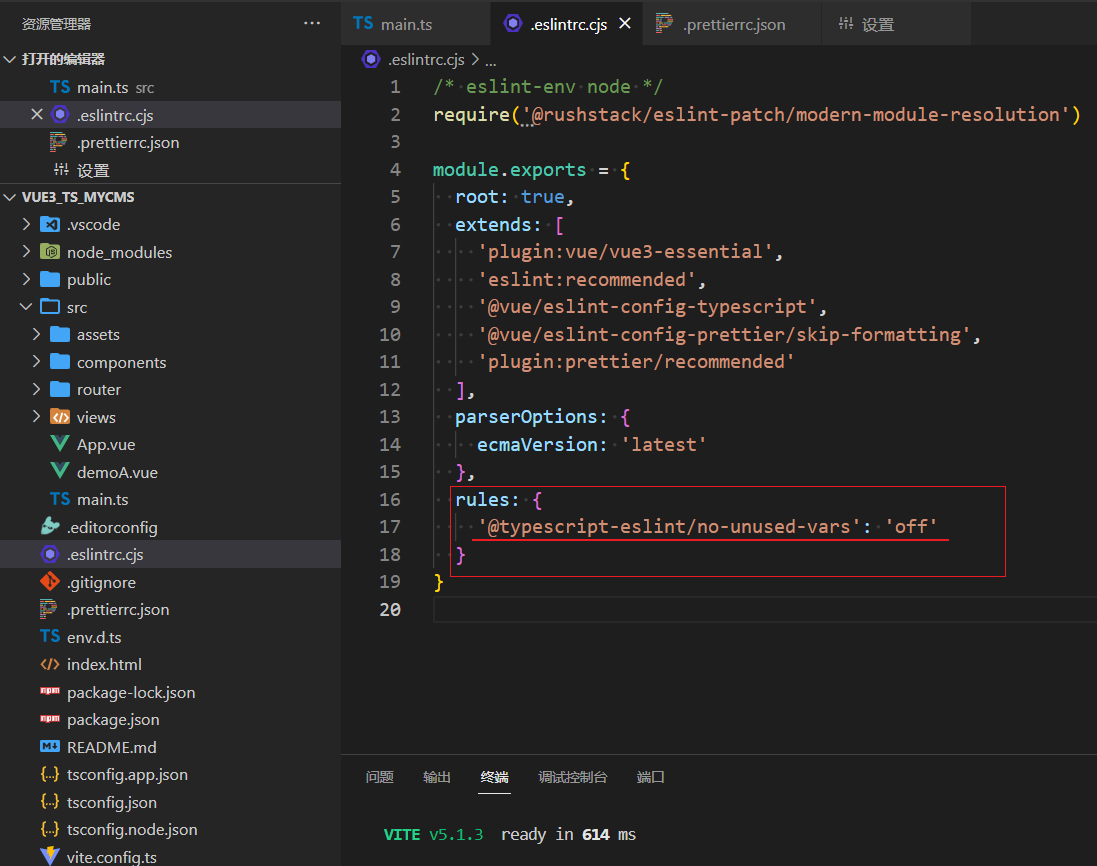 资源管理器 ...
打开的编辑器
TS main.ts src
.eslintrc.cjs
.prettierrc.json
设置
VUE3_TS_MYCMS
.vscode
node_modules
public
src
assets
components
router
views
App.vue
demoA.vue
TS main.ts
.editorconfig
.eslintrc.cjs
.gitignore
.prettierrc.json
TS env.d.ts
index.html
npm package-lock.json
npm package.json
README.md
{..} tsconfig.app.json
{..} tsconfig.json
{..} tsconfig.node.json
vite.config.ts
TS main.ts .eslintrc.cjs .prettierrc.json 设置
.eslintrc.cjs > ...
1 /* eslint-env node */
2 require('@rushstack/eslint-patch/modern-module-resolution')
3
4 module.exports = {
5 root: true,
6 extends: [
7 'plugin:vue/vue3-essential',
8 'eslint:recommended',
9 '@vue/eslint-config-typescript',
10 '@vue/eslint-config-prettier/skip-formatting',
11 'plugin:prettier/recommended'
12 ],
13 parserOptions: {
14 ecmaVersion: 'latest'
15 },
16 rules: {
17 '@typescript-eslint/no-unused-vars': 'off'
18 }
19 }
20
问题 输出 终端 调试控制台 端口
VITE v5.1.3 ready in 614 ms